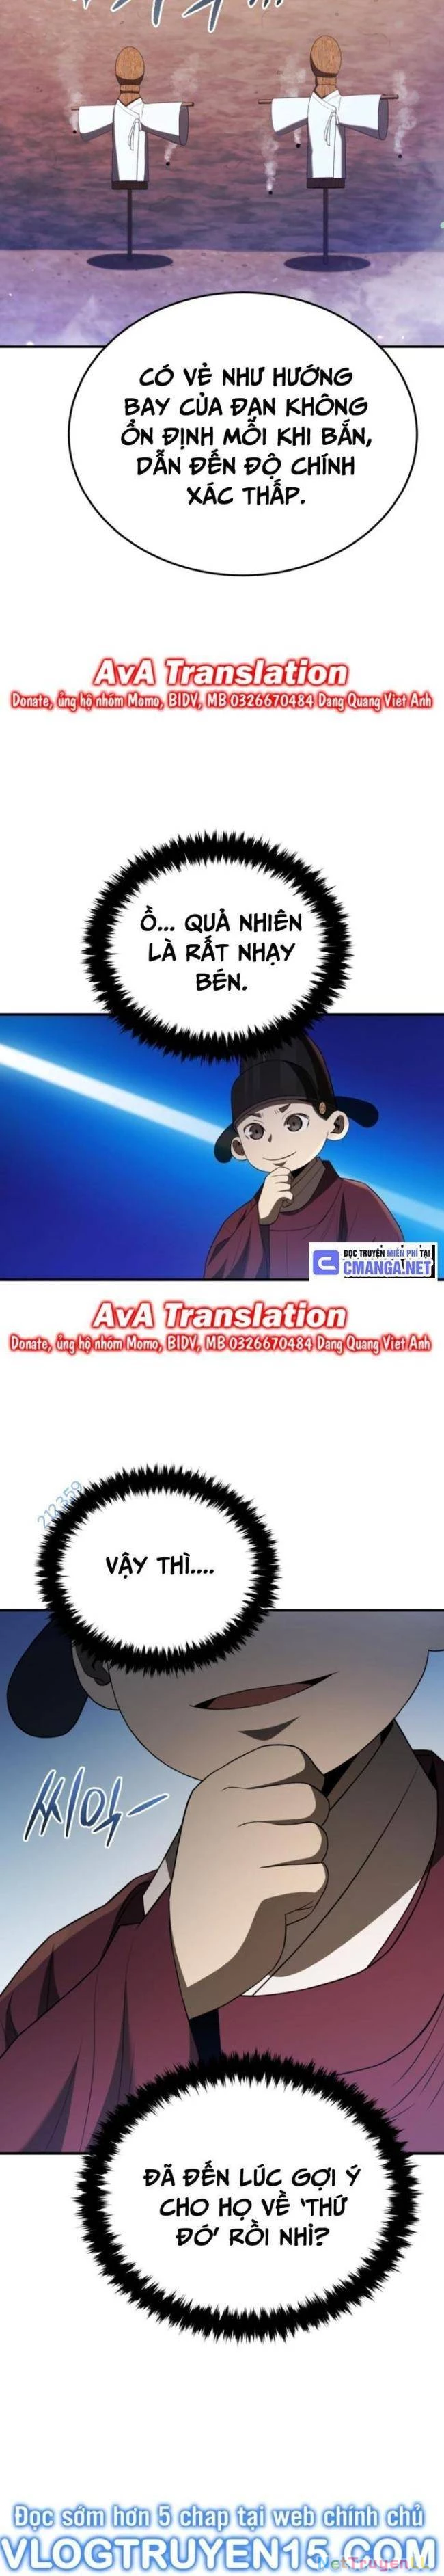 CÓ VẺ NHƯ HƯỚNG
BAY CỦA ĐẠN KHÔNG
ỔN ĐỊNH MỖI KHI BẮN,
DẪN ĐẾN ĐỘ CHÍNH
XÁC THẤP.
AvA Translation
Donate, ủng hộ nhóm Momo, BIDV, MB 0326670484 Dang Quang Viet Anh
Ồ... QUẢ NHIÊN
LÀ RẤT NHẠY
BÉN.
ĐỌC TRUYỆN MIỄN PHÍ TẠI
CMANGA.NET
AvA Translation
Donate, ủng hộ nhóm Momo, BIDV, MB 0326670484 Dang Quang Viet Anh
212359
VẬY THÌ....
씨익-
ĐÃ ĐẾN LÚC GỢI Ý
CHO HỌ VỀ 'THỨ
ĐÓ' RỒI NHỈ?
Đọc sớm hơn 5 chap tại web chính chủ
VLOGTRUYEN15.COM
NetTruyen